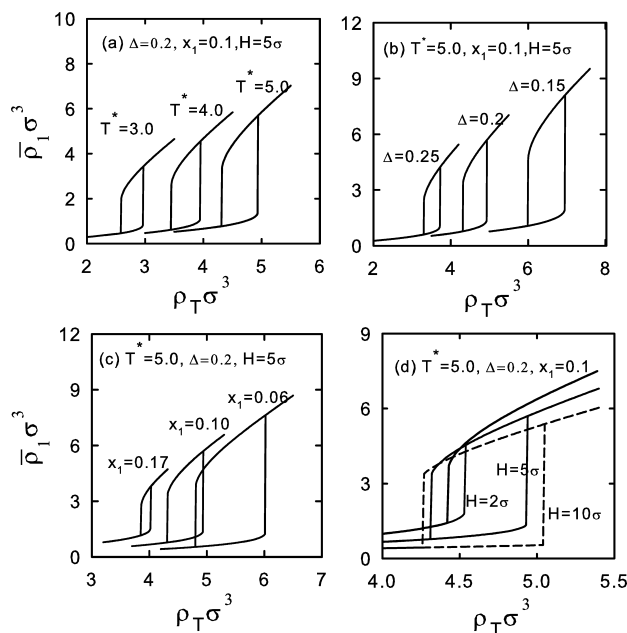 (a) Δ=0.2, x₁=0.1,H=5σ
T*=3.0
T*=4.0
T*=5.0
ρ̄₁σ³
10
8
6
4
2
0
2 3 4 5 6
ρ_Tσ³
(b) T*=5.0, x₁=0.1,H=5σ
Δ=0.25
Δ=0.2
Δ=0.15
12
9
6
3
0
2 4 6 8
ρ_Tσ³
(c) T*=5.0, Δ=0.2, H=5σ
x₁=0.17
x₁=0.10
x₁=0.06
ρ̄₁σ³
12
9
6
3
0
3 4 5 6 7
ρ_Tσ³
(d) T*=5.0, Δ=0.2, x₁=0.1
H=2σ
H=5σ
H=10σ
9
6
3
0
4.0 4.5 5.0 5.5
ρ_Tσ³